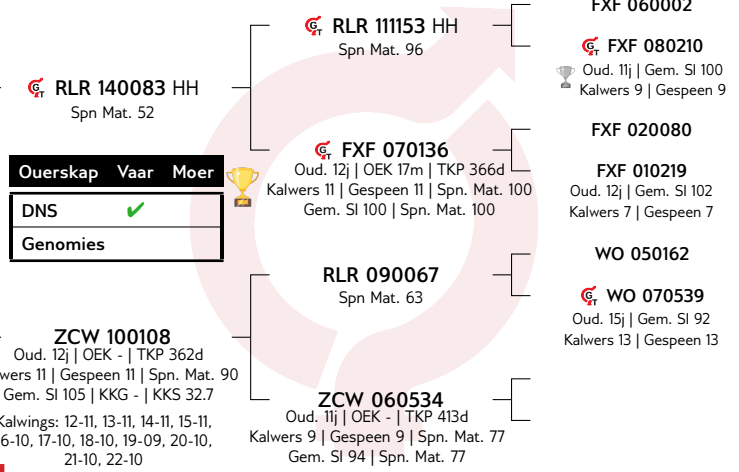 FXF 060002
RLR 111153 HH
Spn Mat. 96
FXF 080210
Oud. 11j | Gem. SI 100
Kalwers 9 | Gespeen 9
RLR 140083 HH
Spn Mat. 52
FXF 070136
Oud. 12j | OEK 17m | TKP 366d
Kalwers 11 | Gespeen 11 | Spn. Mat. 100
Gem. SI 100 | Spn. Mat. 100
FXF 020080
FXF 010219
Oud. 12j | Gem. SI 102
Kalwers 7 | Gespeen 7
Ouerskap Vaar Moer
DNS ✔
Genomies
RLR 090067
Spn Mat. 63
WO 050162
WO 070539
Oud. 15j | Gem. SI 92
Kalwers 13 | Gespeen 13
ZCW 100108
Oud. 12j | OEK - | TKP 362d
wers 11 | Gespeen 11 | Spn. Mat. 90
Gem. SI 105 | KKG - | KKS 32.7
Kalwings: 12-11, 13-11, 14-11, 15-11,
6-10, 17-10, 18-10, 19-09, 20-10,
21-10, 22-10
ZCW 060534
Oud. 11j | OEK - | TKP 413d
Kalwers 9 | Gespeen 9 | Spn. Mat. 77
Gem. SI 94 | Spn. Mat. 77